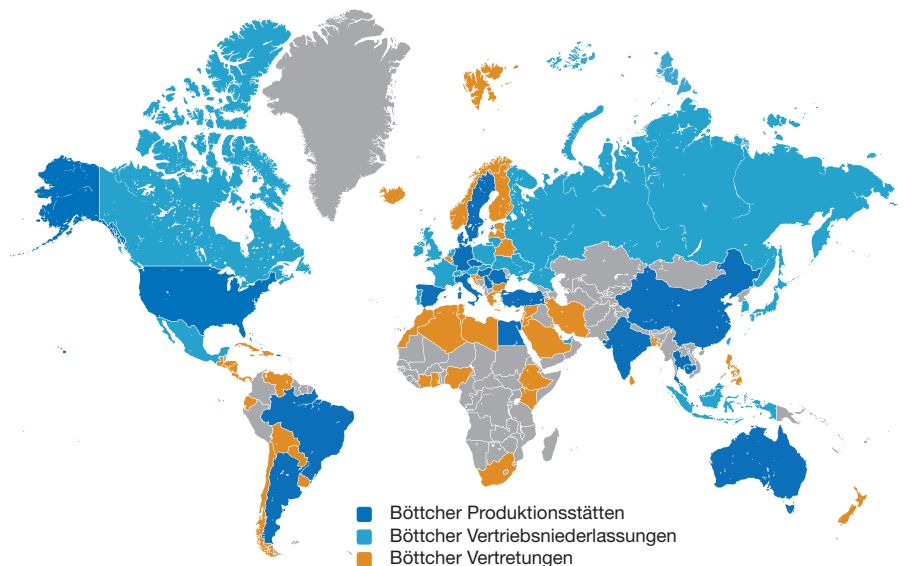 Böttcher Produktionsstätten
Böttcher Vertriebsniederlassungen
Böttcher Vertretungen